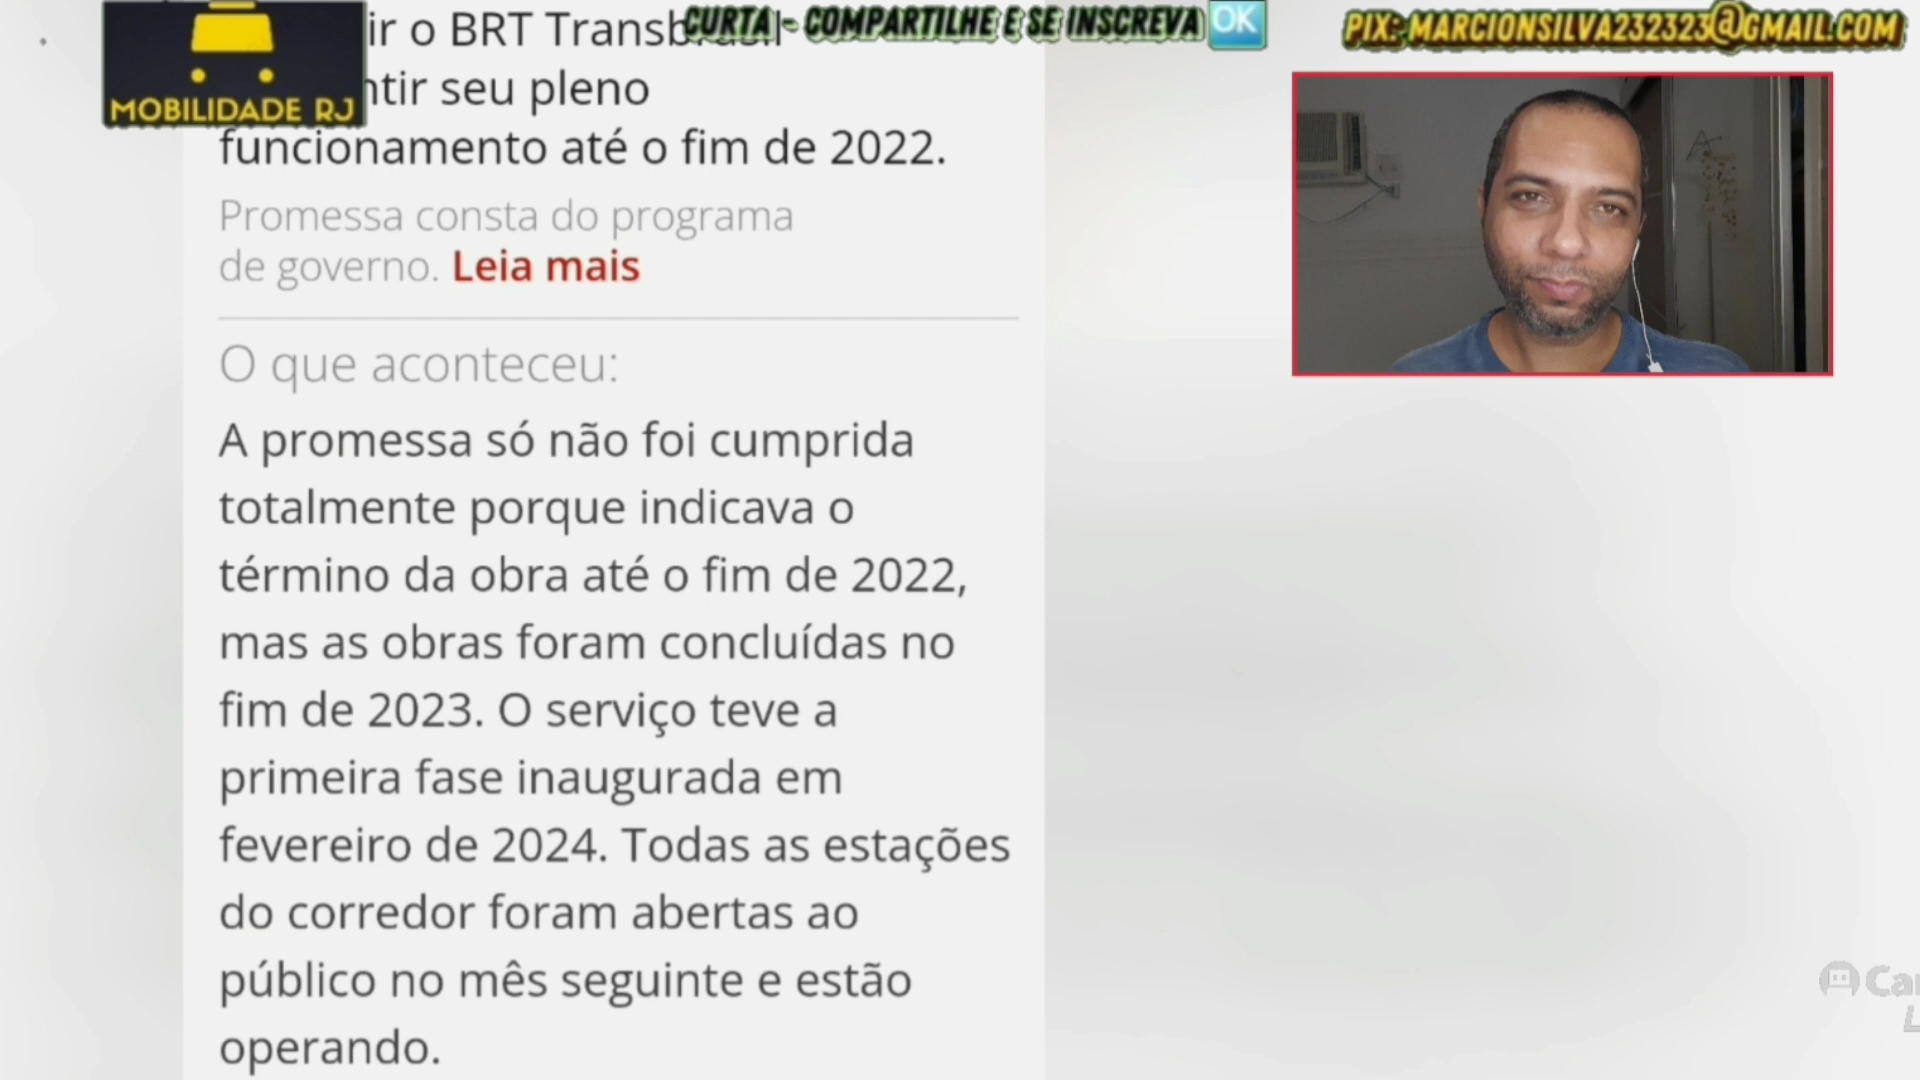 ir o BRT Transbrasil
CURTA - COMPARTILHE E SE INSCREVA OK
PIX: MARCIONSILVA232323@GMAIL.COM
MOBILIDADE RJ
ntir seu pleno
funcionamento até o fim de 2022.
Promessa consta do programa
de governo. Leia mais
O que aconteceu:
A promessa só não foi cumprida
totalmente porque indicava o
término da obra até o fim de 2022,
mas as obras foram concluídas no
fim de 2023. O serviço teve a
primeira fase inaugurada em
fevereiro de 2024. Todas as estações
do corredor foram abertas ao
público no mês seguinte e estão
operando.